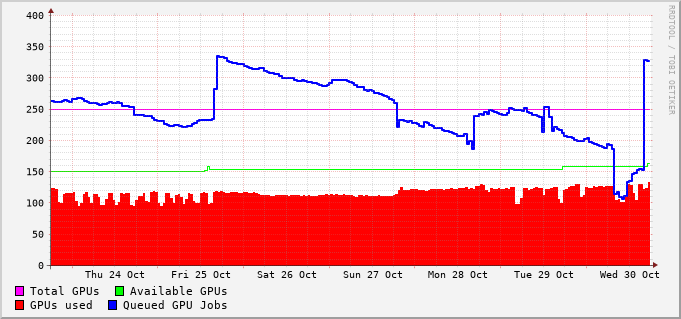 400
350
300
250
200
150
100
50
0
Thu 24 Oct Fri 25 Oct Sat 26 Oct Sun 27 Oct Mon 28 Oct Tue 29 Oct Wed 30 Oct
Total GPUs Available GPUs
GPUs used Queued GPU Jobs
RRDTOOL / TOBI OETIKER